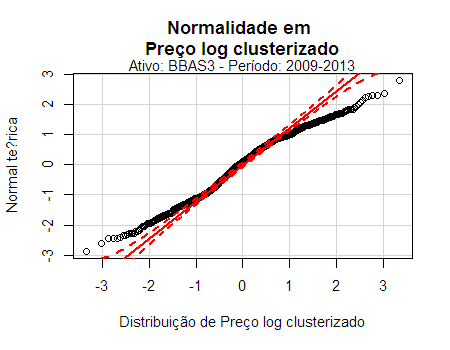 Normalidade em
Preço log clusterizado
Ativo: BBAS3 - Período: 2009-2013
Normal te?rica
3
2
1
0
-1
-2
-3
-3 -2 -1 0 1 2 3
Distribuição de Preço log clusterizado